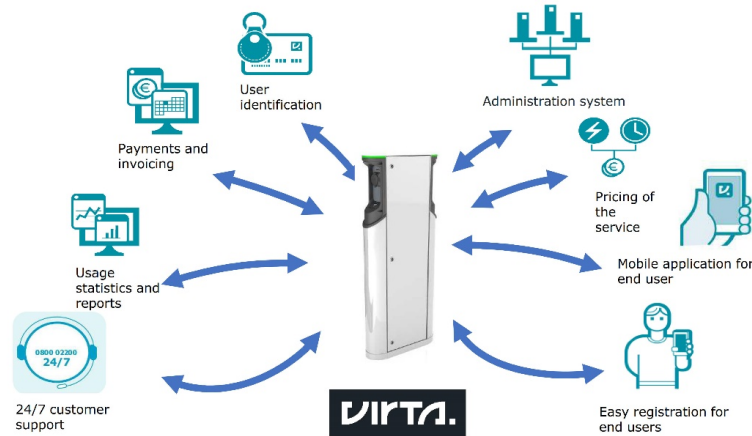 User
identification
Administration system
Payments and
invoicing
Pricing of
the
service
Usage
statistics and
reports
Mobile application for
end user
0800 02200
24/7
24/7 customer
support
VIRTA.
Easy registration for
end users